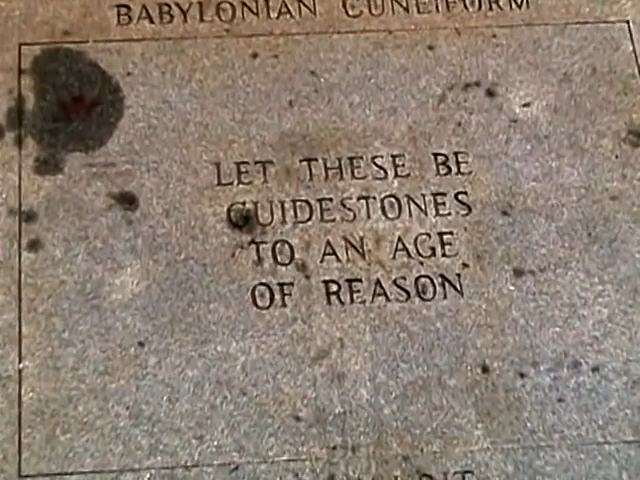 BABYLONIAN CUNEIFORM
LET THESE BE
GUIDESTONES
TO AN AGE
OF REASON